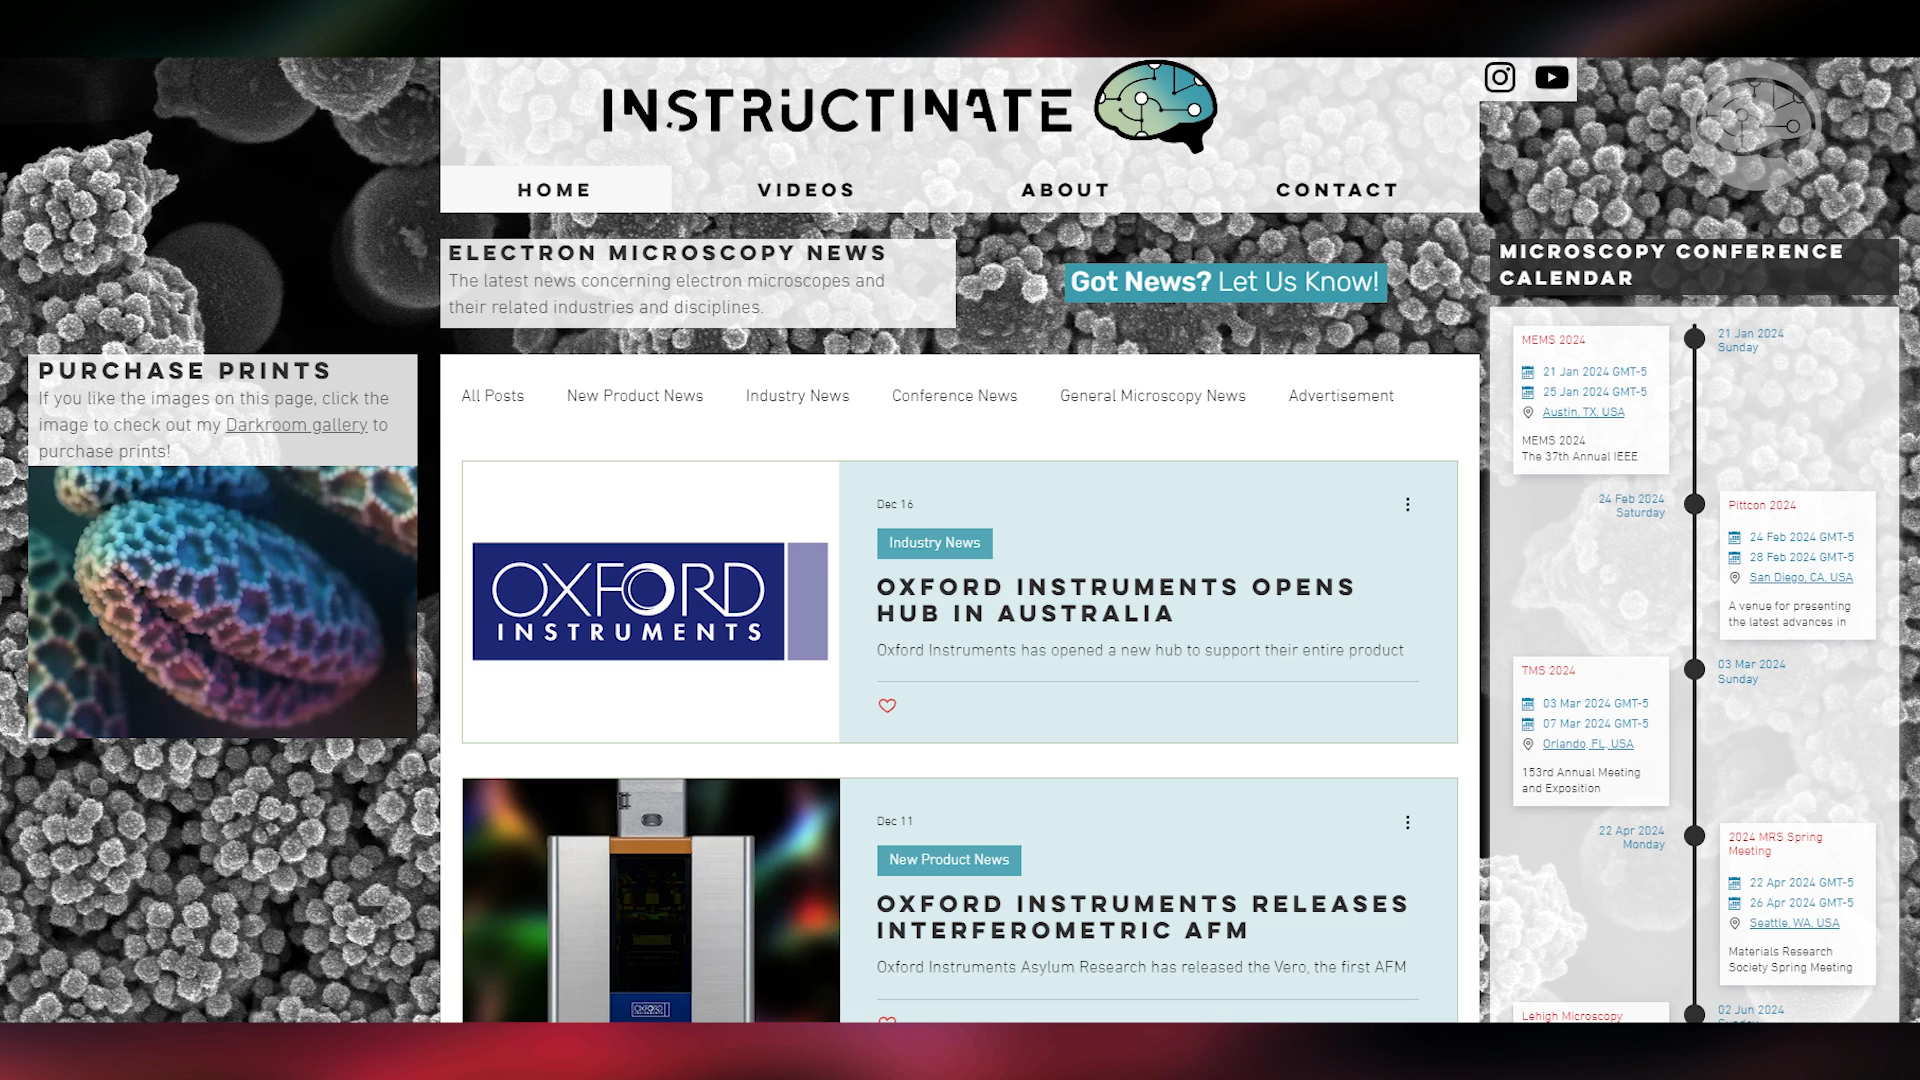 INSTRUCTINATE
HOME
VIDEOS
ABOUT
CONTACT
ELECTRON MICROSCOPY NEWS
The latest news concerning electron microscopes and
their related industries and disciplines.
Got News? Let Us Know!
PURCHASE PRINTS
If you like the images on this page, click the
image to check out my Darkroom gallery to
purchase prints!
All Posts
New Product News
Industry News
Conference News
General Microscopy News
Advertisement
OXFORD
INSTRUMENTS
Dec 16
Industry News
OXFORD INSTRUMENTS OPENS
HUB IN AUSTRALIA
Oxford Instruments has opened a new hub to support their entire product
Dec 11
New Product News
OXFORD INSTRUMENTS RELEASES
INTERFEROMETRIC AFM
Oxford Instruments Asylum Research has released the Vero, the first AFM
OXFORD
MICROSCOPY CONFERENCE
CALENDAR
21 Jan 2024
Sunday
MEMS 2024
21 Jan 2024 GMT-5
25 Jan 2024 GMT-5
Austin, TX, USA
MEMS 2024
The 37th Annual IEEE
24 Feb 2024
Saturday
Pittcon 2024
24 Feb 2024 GMT-5
28 Feb 2024 GMT-5
San Diego, CA, USA
A venue for presenting
the latest advances in
03 Mar 2024
Sunday
TMS 2024
03 Mar 2024 GMT-5
07 Mar 2024 GMT-5
Orlando, FL, USA
153rd Annual Meeting
and Exposition
22 Apr 2024
Monday
2024 MRS Spring
Meeting
22 Apr 2024 GMT-5
26 Apr 2024 GMT-5
Seattle, WA, USA
Materials Research
Society Spring Meeting
02 Jun 2024
Sunday
Lehigh Microscopy